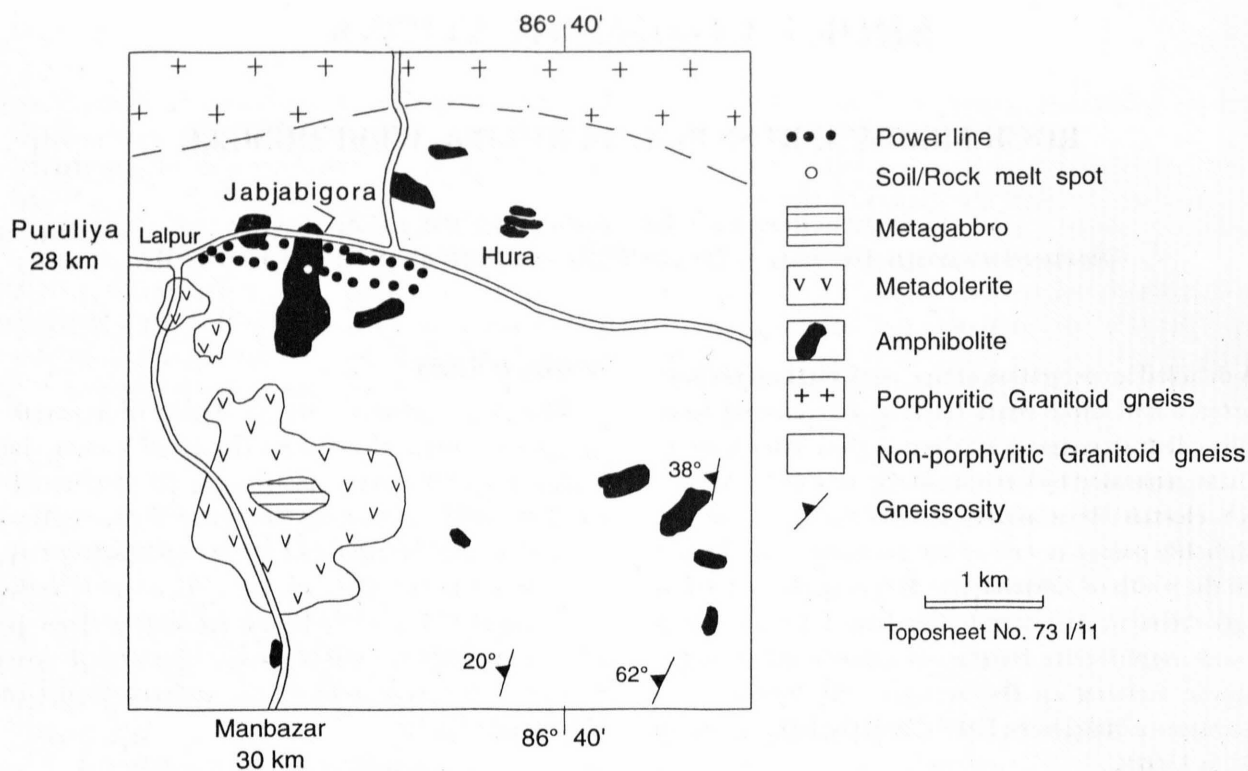 86° 40'
Jabjabigora
Puruliya
28 km
Lalpur
Hura
38°
20°
62°
Manbazar
30 km
86° 40'
Power line
Soil/Rock melt spot
Metagabbro
v v Metadolerite
Amphibolite
+ + Porphyritic Granitoid gneiss
Non-porphyritic Granitoid gneiss
Gneissosity
1 km
Toposheet No. 73 I/11